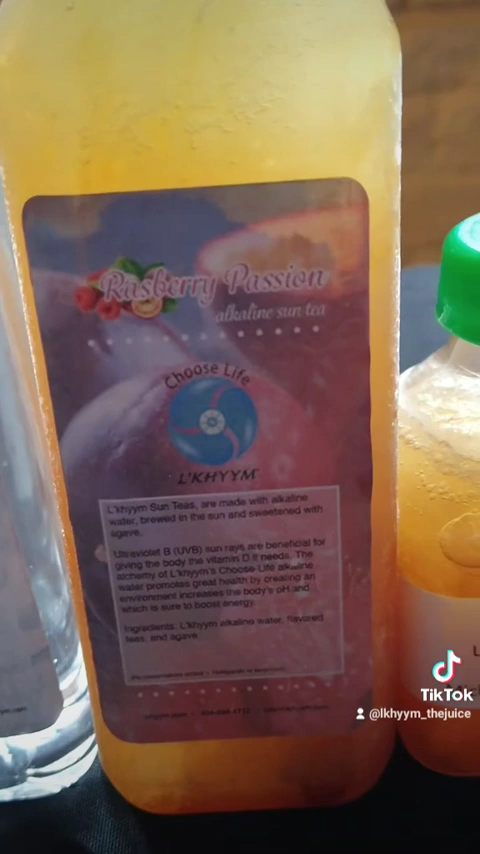 Rasberry Passion
alkaline sun tea
Choose Life
L'KHYYM
L'khyym Sun Teas, are made with alkaline
water, brewed in the sun and sweetened with
agave.
Ultraviolet B (UVB) sun rays are beneficial for
giving the body the vitamin D it needs. The
alchemy of L'khyym's Choose Life alkaline
water promotes great health by creating an
environment increases the body's pH and
which is sure to boost energy.
Ingredients: L'khyym alkaline water, flavored
teas, and agave.
TikTok
@lkhyym_thejuice